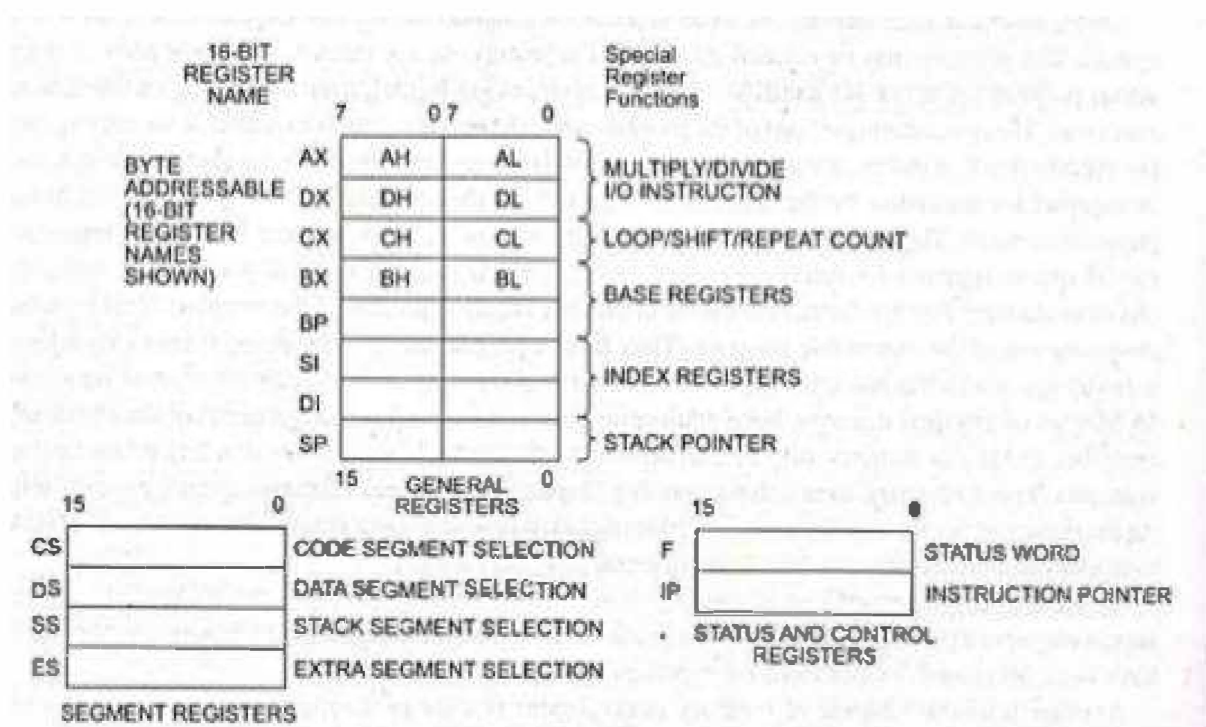 16-BIT
REGISTER
NAME
Special
Register
Functions
7 0 7 0
BYTE
ADDRESSABLE
(16-BIT
REGISTER
NAMES
SHOWN)
AX AH AL
DX DH DL
CX CH CL
BX BH BL
BP
SI
DI
SP
MULTIPLY/DIVIDE
I/O INSTRUCTON
LOOP/SHIFT/REPEAT COUNT
BASE REGISTERS
INDEX REGISTERS
STACK POINTER
15 0
GENERAL
REGISTERS
15 0
CS CODE SEGMENT SELECTION
DS DATA SEGMENT SELECTION
SS STACK SEGMENT SELECTION
ES EXTRA SEGMENT SELECTION
SEGMENT REGISTERS
15
F STATUS WORD
IP INSTRUCTION POINTER
STATUS AND CONTROL
REGISTERS